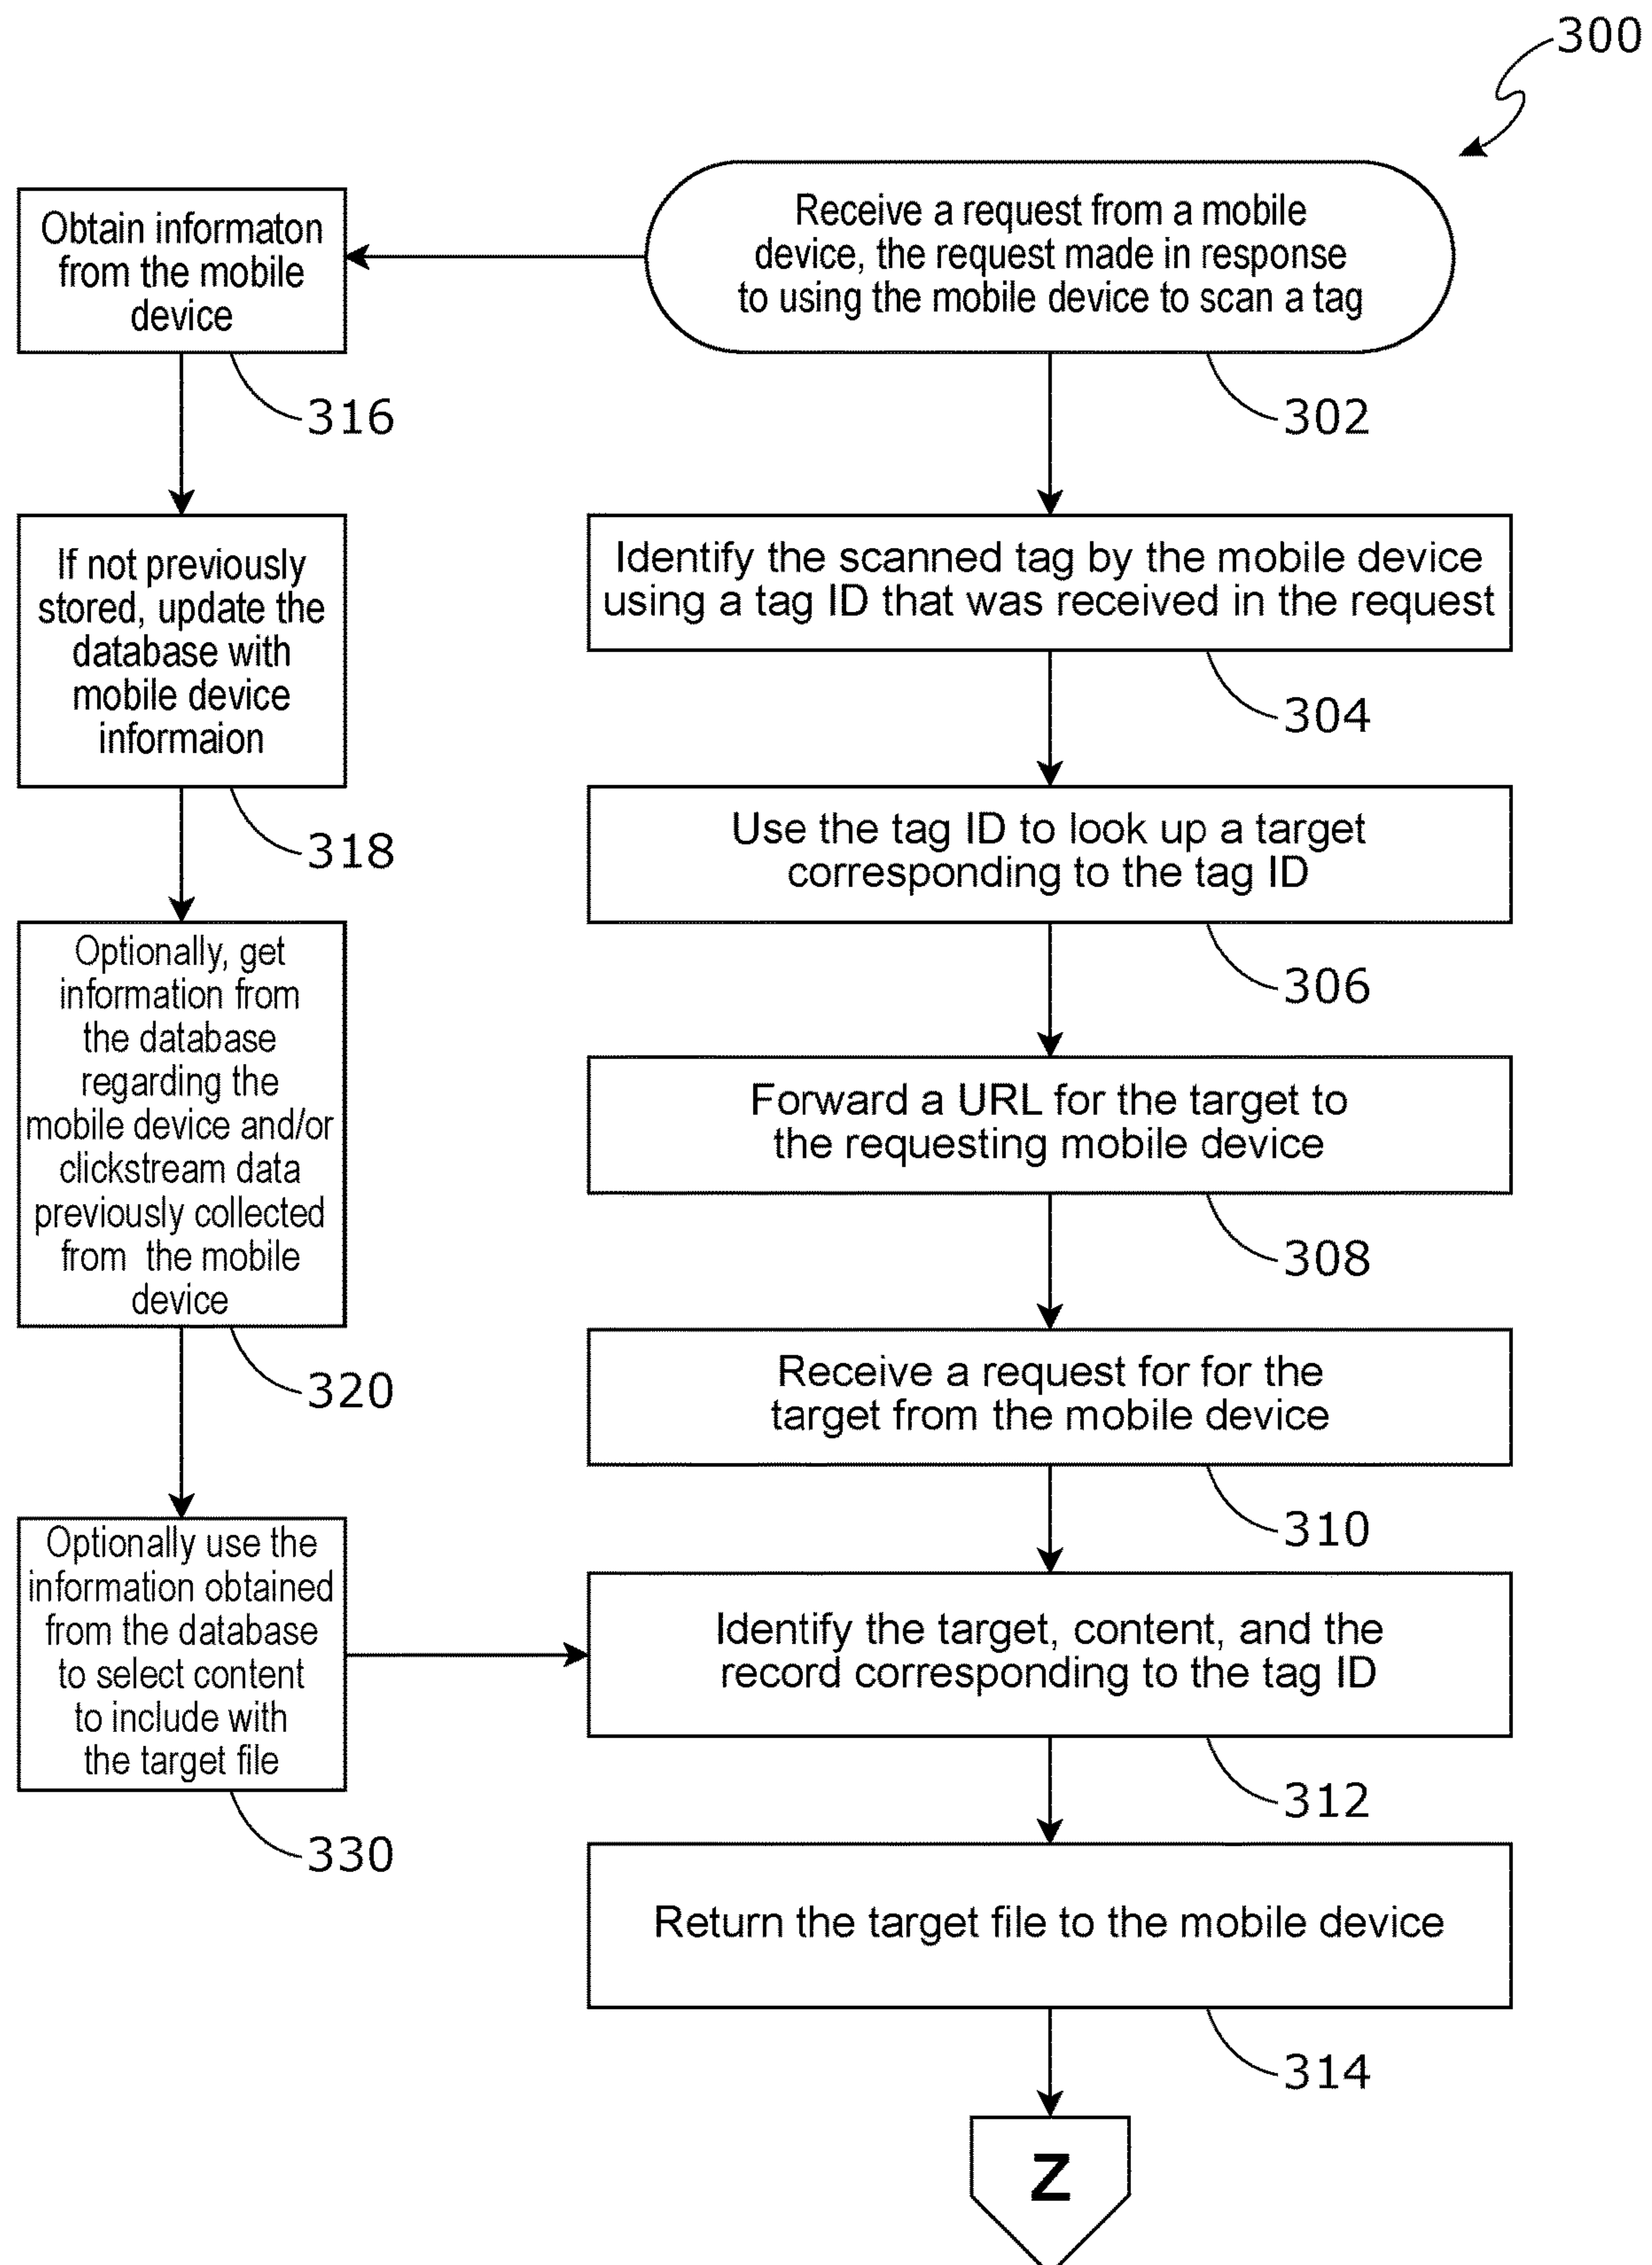 300
Receive a request from a mobile
device, the request made in response
to using the mobile device to scan a tag
302
Obtain informaton
from the mobile
device
316
If not previously
stored, update the
database with
mobile device
informaion
318
Optionally, get
information from
the database
regarding the
mobile device and/or
clickstream data
previously collected
from the mobile
device
320
Optionally use the
information obtained
from the database
to select content
to include with
the target file
330
Identify the scanned tag by the mobile device
using a tag ID that was received in the request
304
Use the tag ID to look up a target
corresponding to the tag ID
306
Forward a URL for the target to
the requesting mobile device
308
Receive a request for for the
target from the mobile device
310
Identify the target, content, and the
record corresponding to the tag ID
312
Return the target file to the mobile device
314
Z